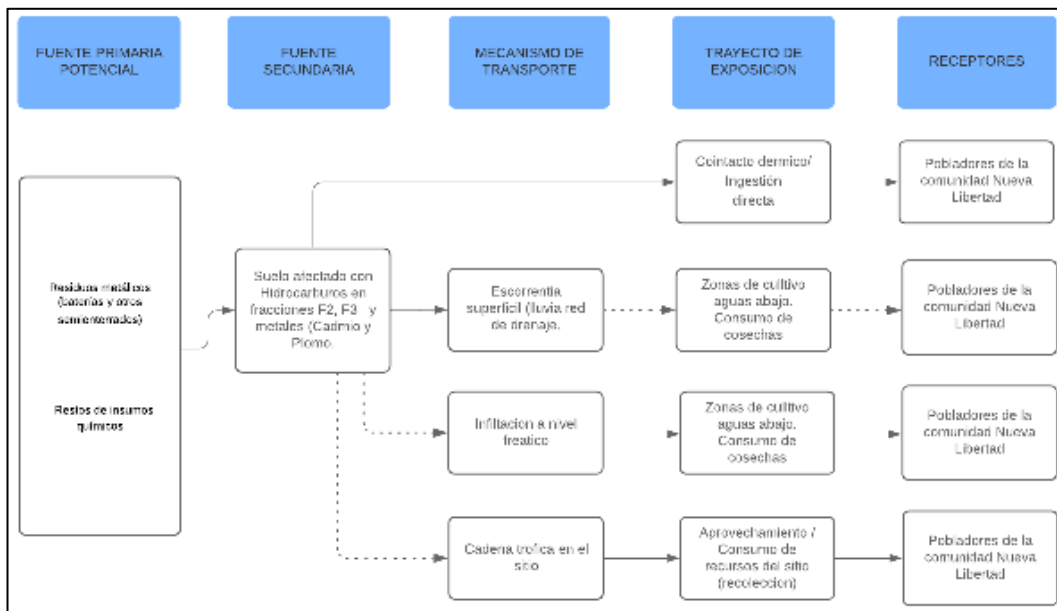 FUENTE PRIMARIA
POTENCIAL
FUENTE
SECUNDARIA
MECANISMO DE
TRANSPORTE
TRAYECTO DE
EXPOSICION
RECEPTORES
Residuos metálicos
(baterías y otros
semienterrados)
Restos de insumos
químicos
Suelo afectado con
Hidrocarburos en
fracciones F2, F3 y
metales (Cadmio y
Plomo.
Cointacto dermico/
Ingestión
directa
Pobladores de la
comunidad Nueva
Libertad
Escorrentia
superficil (lluvia red
de drenaje.
Zonas de cultivo
aguas abajo.
Consumo de
cosechas
Pobladores de la
comunidad Nueva
Libertad
Infiltacion a nivel
freatico
Zonas de cultivo
aguas abajo.
Consumo de
cosechas
Pobladores de la
comunidad Nueva
Libertad
Cadena trofica en el
sitio
Aprovechamiento /
Consumo de
recursos del sitio
(recoleccion)
Pobladores de la
comunidad Nueva
Libertad